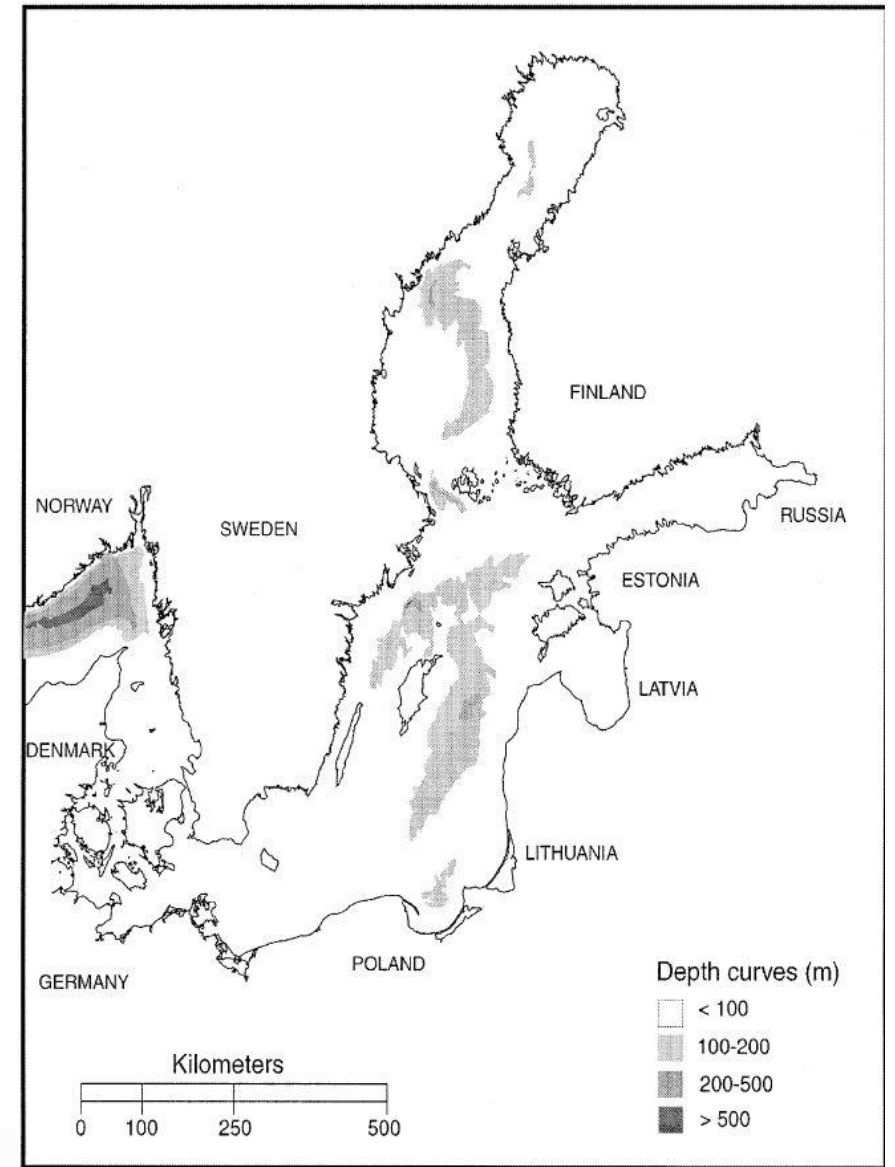 FINLAND
NORWAY
SWEDEN
RUSSIA
ESTONIA
LATVIA
DENMARK
LITHUANIA
POLAND
GERMANY
Depth curves (m)
< 100
100-200
200-500
> 500
Kilometers
0 100 250 500